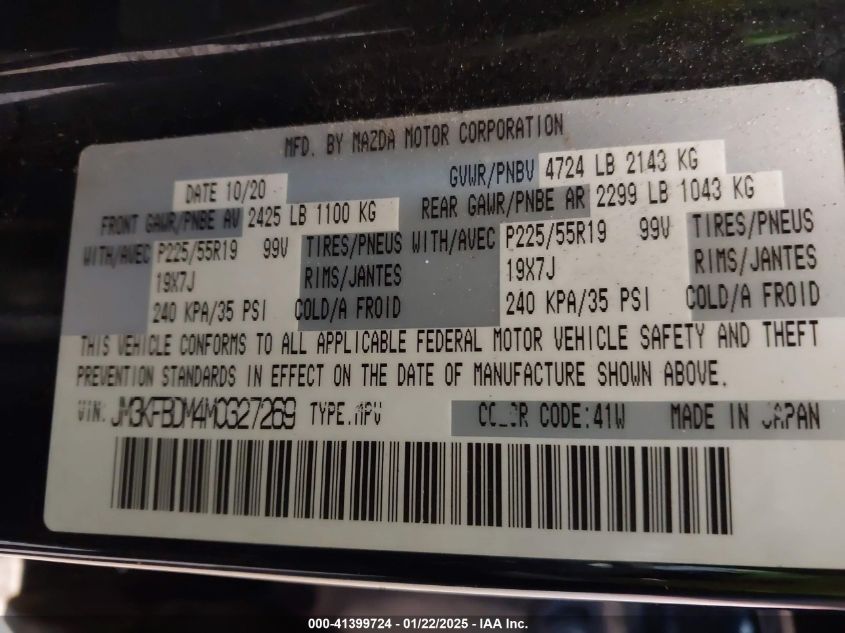 MFD. BY MAZDA MOTOR CORPORATION
DATE 10/20 GVWR/PNBV 4724 LB 2143 KG
FRONT GAWR/PNBE AV 2425 LB 1100 KG REAR GAWR/PNBE AR 2299 LB 1043 KG
WITH/AVEC P225/55R19 99V TIRES/PNEUS WITH/AVEC P225/55R19 99V TIRES/PNEUS
19X7J RIMS/JANTES 19X7J RIMS/JANTES
240 KPA/35 PSI COLD/A FROID 240 KPA/35 PSI COLD/A FROID
THIS VEHICLE CONFORMS TO ALL APPLICABLE FEDERAL MOTOR VEHICLE SAFETY AND THEFT
PREVENTION STANDARDS IN EFFECT ON THE DATE OF MANUFACTURE SHOWN ABOVE.
VIN: JM3KFBDM4M0327269 TYPE:MPV COLOR CODE:41W MADE IN JAPAN
000-41399724 - 01/22/2025 - IAA Inc.